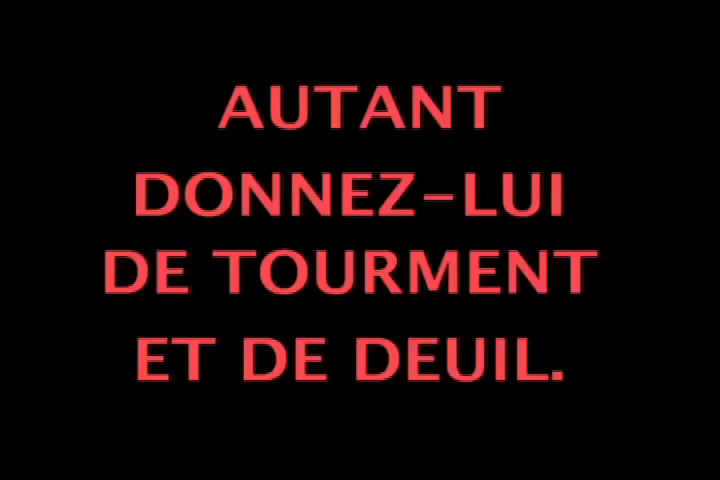 AUTANT
DONNEZ-LUI
DE TOURMENT
ET DE DEUIL.